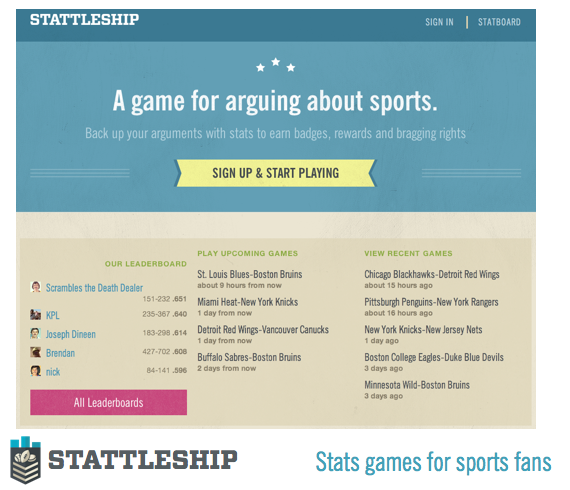 STATTLESHIP
SIGN IN
STATBOARD
A game for arguing about sports.
Back up your arguments with stats to earn badges, rewards and bragging rights
SIGN UP & START PLAYING
OUR LEADERBOARD
Scrambles the Death Dealer
151-232 .651
KPL 235-367 .640
Joseph Dineen 183-298 .614
Brendan 427-702 .608
nick 84-141 .596
All Leaderboards
PLAY UPCOMING GAMES
St. Louis Blues-Boston Bruins
about 9 hours from now
Miami Heat-New York Knicks
1 day from now
Detroit Red Wings-Vancouver Canucks
1 day from now
Buffalo Sabres-Boston Bruins
2 days from now
VIEW RECENT GAMES
Chicago Blackhawks-Detroit Red Wings
about 15 hours ago
Pittsburgh Penguins-New York Rangers
about 16 hours ago
New York Knicks-New Jersey Nets
1 day ago
Boston College Eagles-Duke Blue Devils
3 days ago
Minnesota Wild-Boston Bruins
3 days ago
STATTLESHIP
Stats games for sports fans